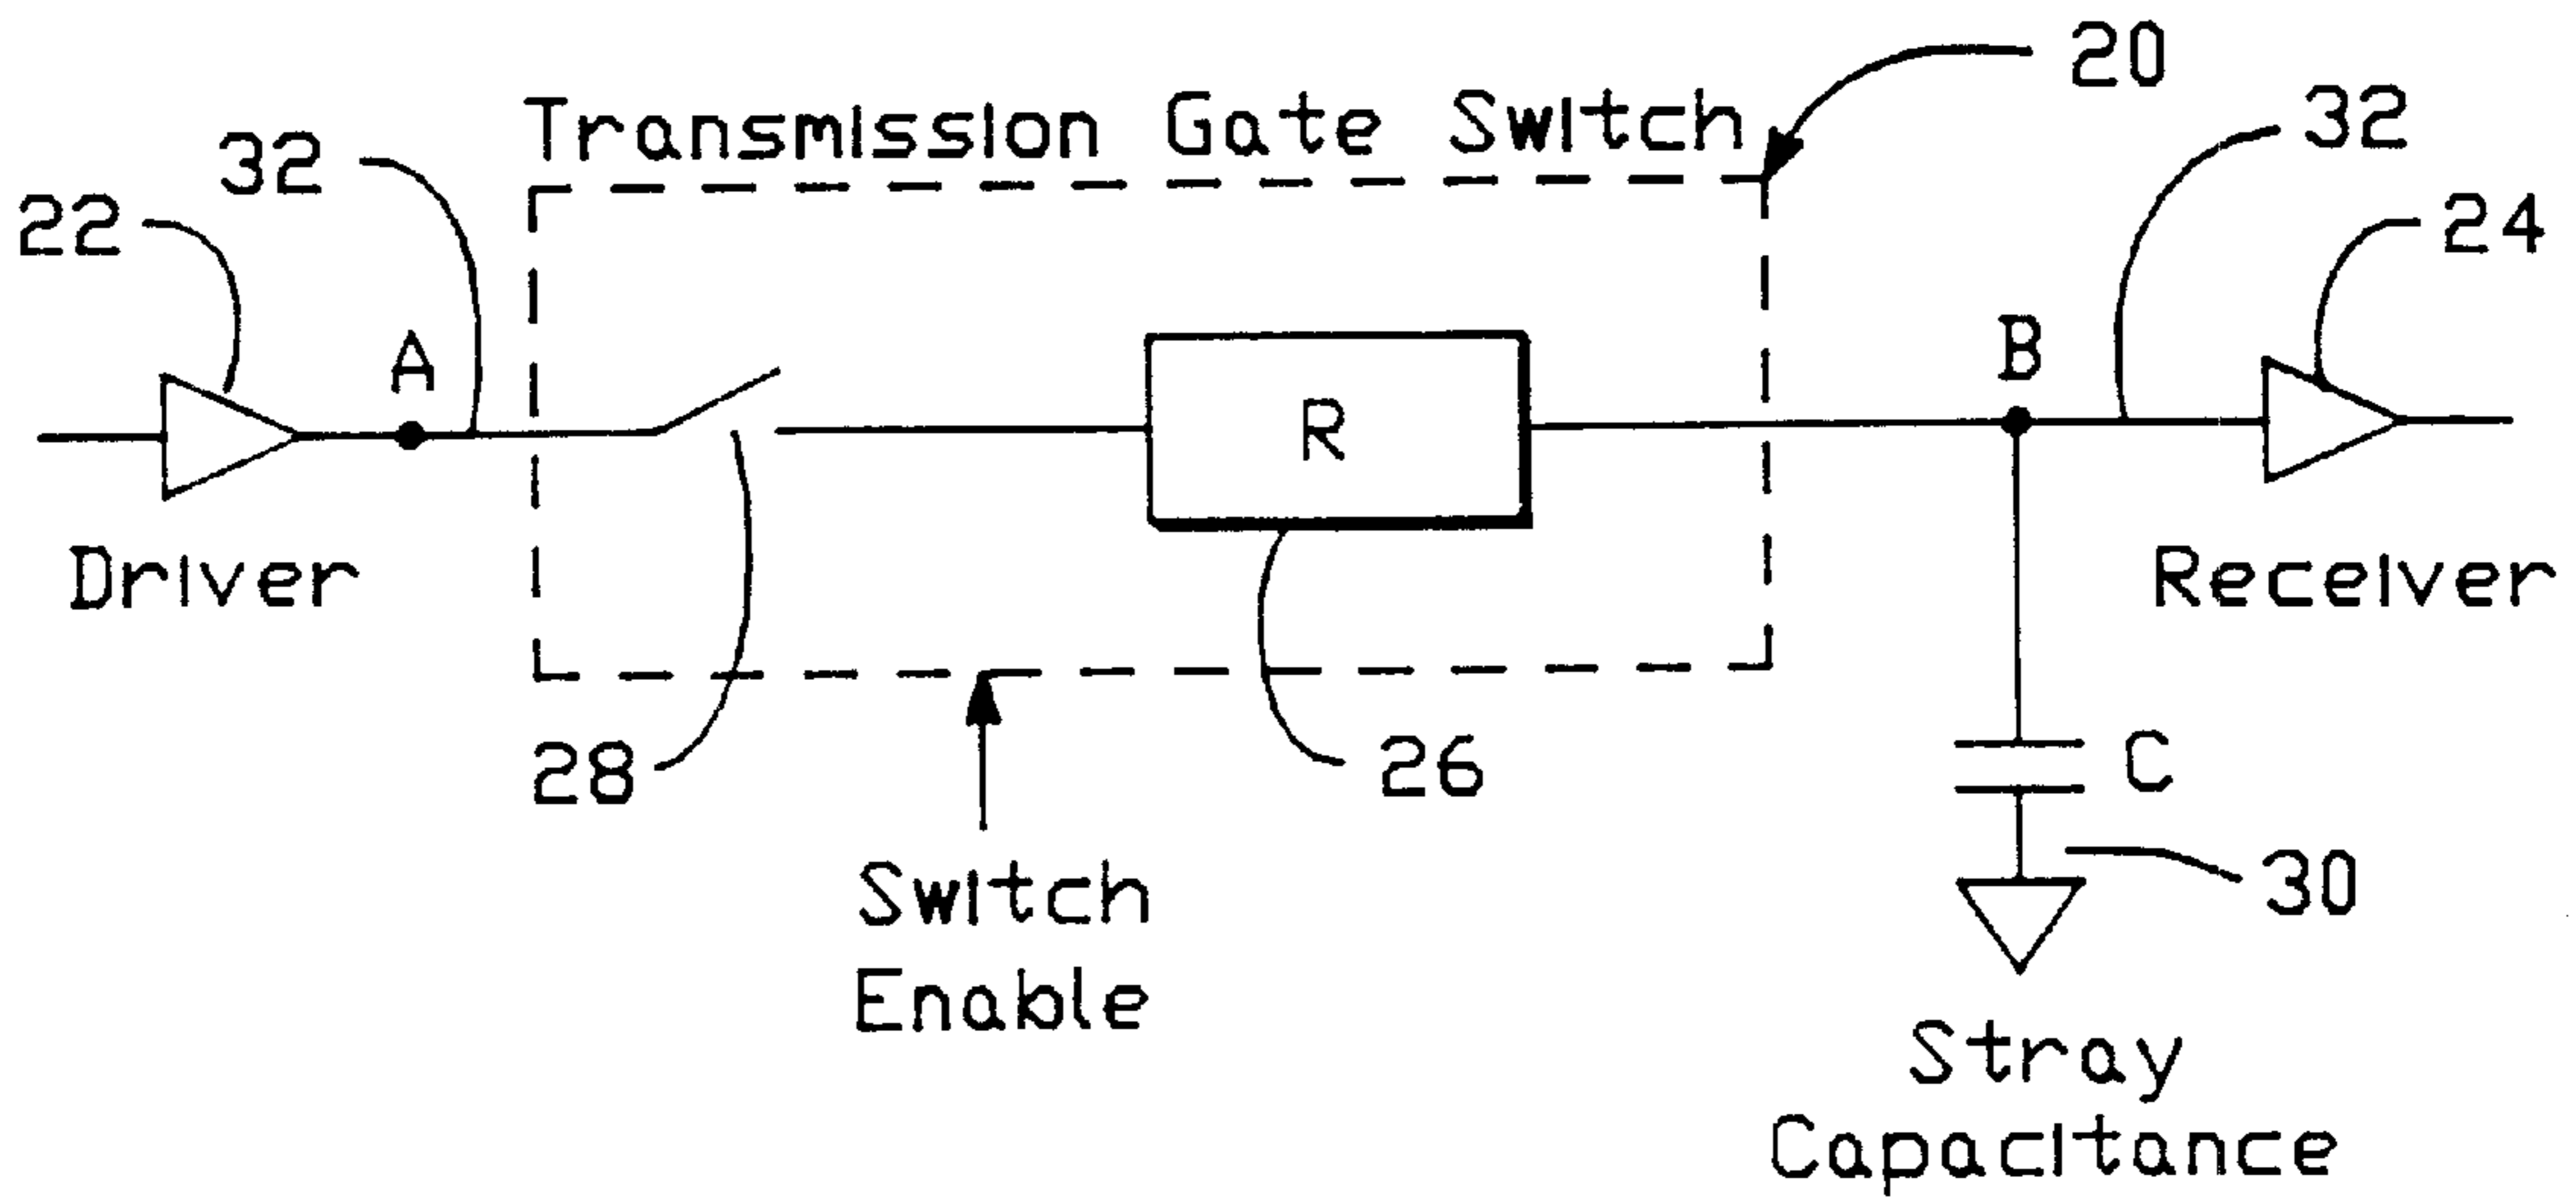 20
Transmission Gate Switch
32
32
22
24
A
B
R
Driver
Receiver
28
26
C
Switch
Enable
30
Stray
Capacitance